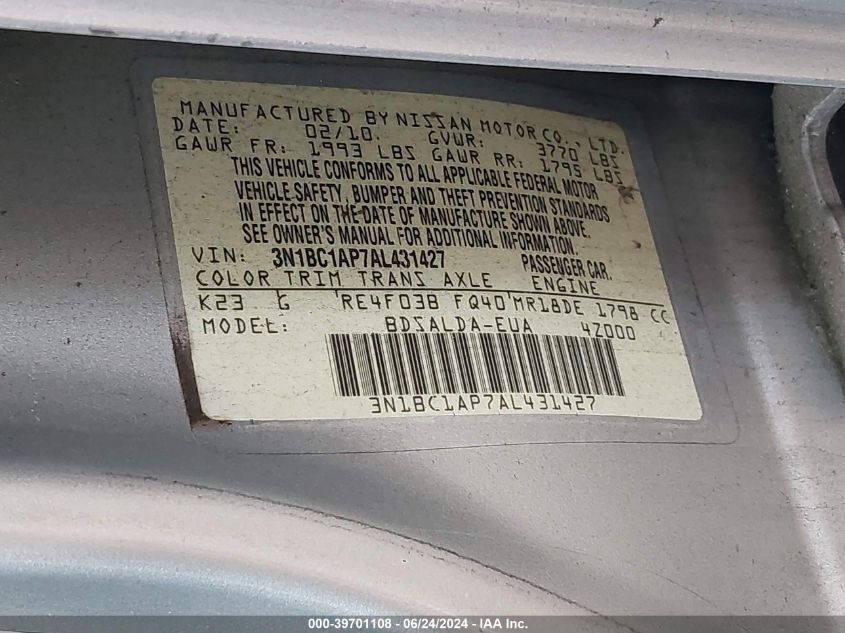 MANUFACTURED BY NISSAN MOTOR CO., LTD.
DATE: 02/10 GVWR: 3770 LBS
GAWR FR: 1993 LBS GAWR RR: 1795 LBS
THIS VEHICLE CONFORMS TO ALL APPLICABLE FEDERAL MOTOR
VEHICLE SAFETY, BUMPER AND THEFT PREVENTION STANDARDS
IN EFFECT ON THE DATE OF MANUFACTURE SHOWN ABOVE.
SEE OWNER'S MANUAL FOR ADDITIONAL INFORMATION.
VIN: 3N1BC1AP7AL431427 PASSENGER CAR.
COLOR TRIM TRANS AXLE ENGINE
K23 G RE4F03B FQ40 MR18DE 1798 CC
MODEL: BDSALDA-EUA 4Z000
3N1BC1AP7AL431427
000-39701108 - 06/24/2024 - IAA Inc.